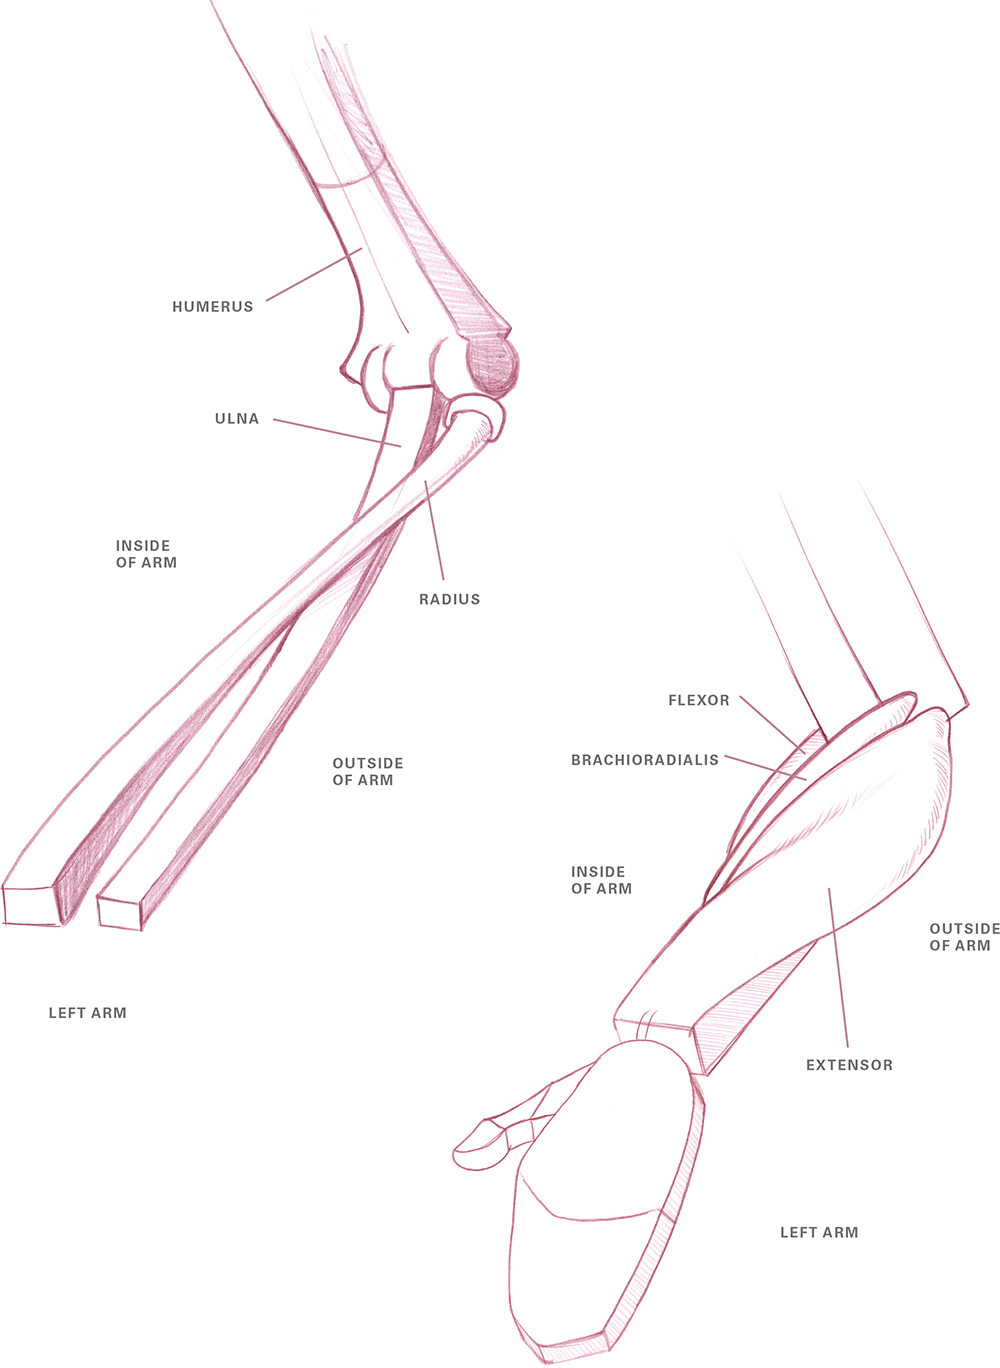 HUMERUS
ULNA
INSIDE
OF ARM
RADIUS
OUTSIDE
OF ARM
LEFT ARM
FLEXOR
BRACHIORADIALIS
INSIDE
OF ARM
OUTSIDE
OF ARM
EXTENSOR
LEFT ARM